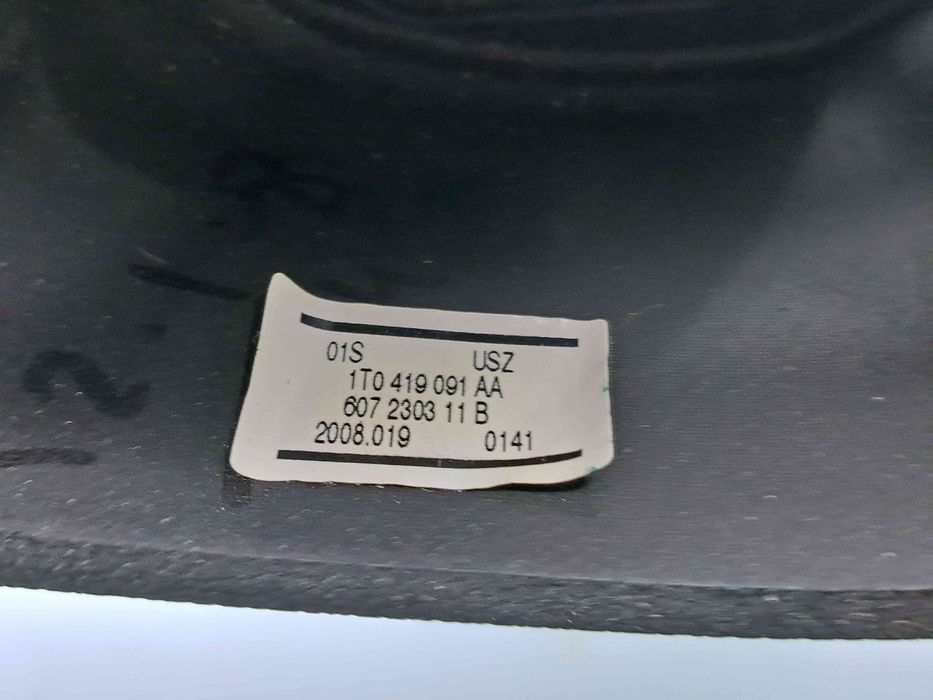 01S USZ
1T0 419 091 AA
607 2303 11 B
2008.019 0141